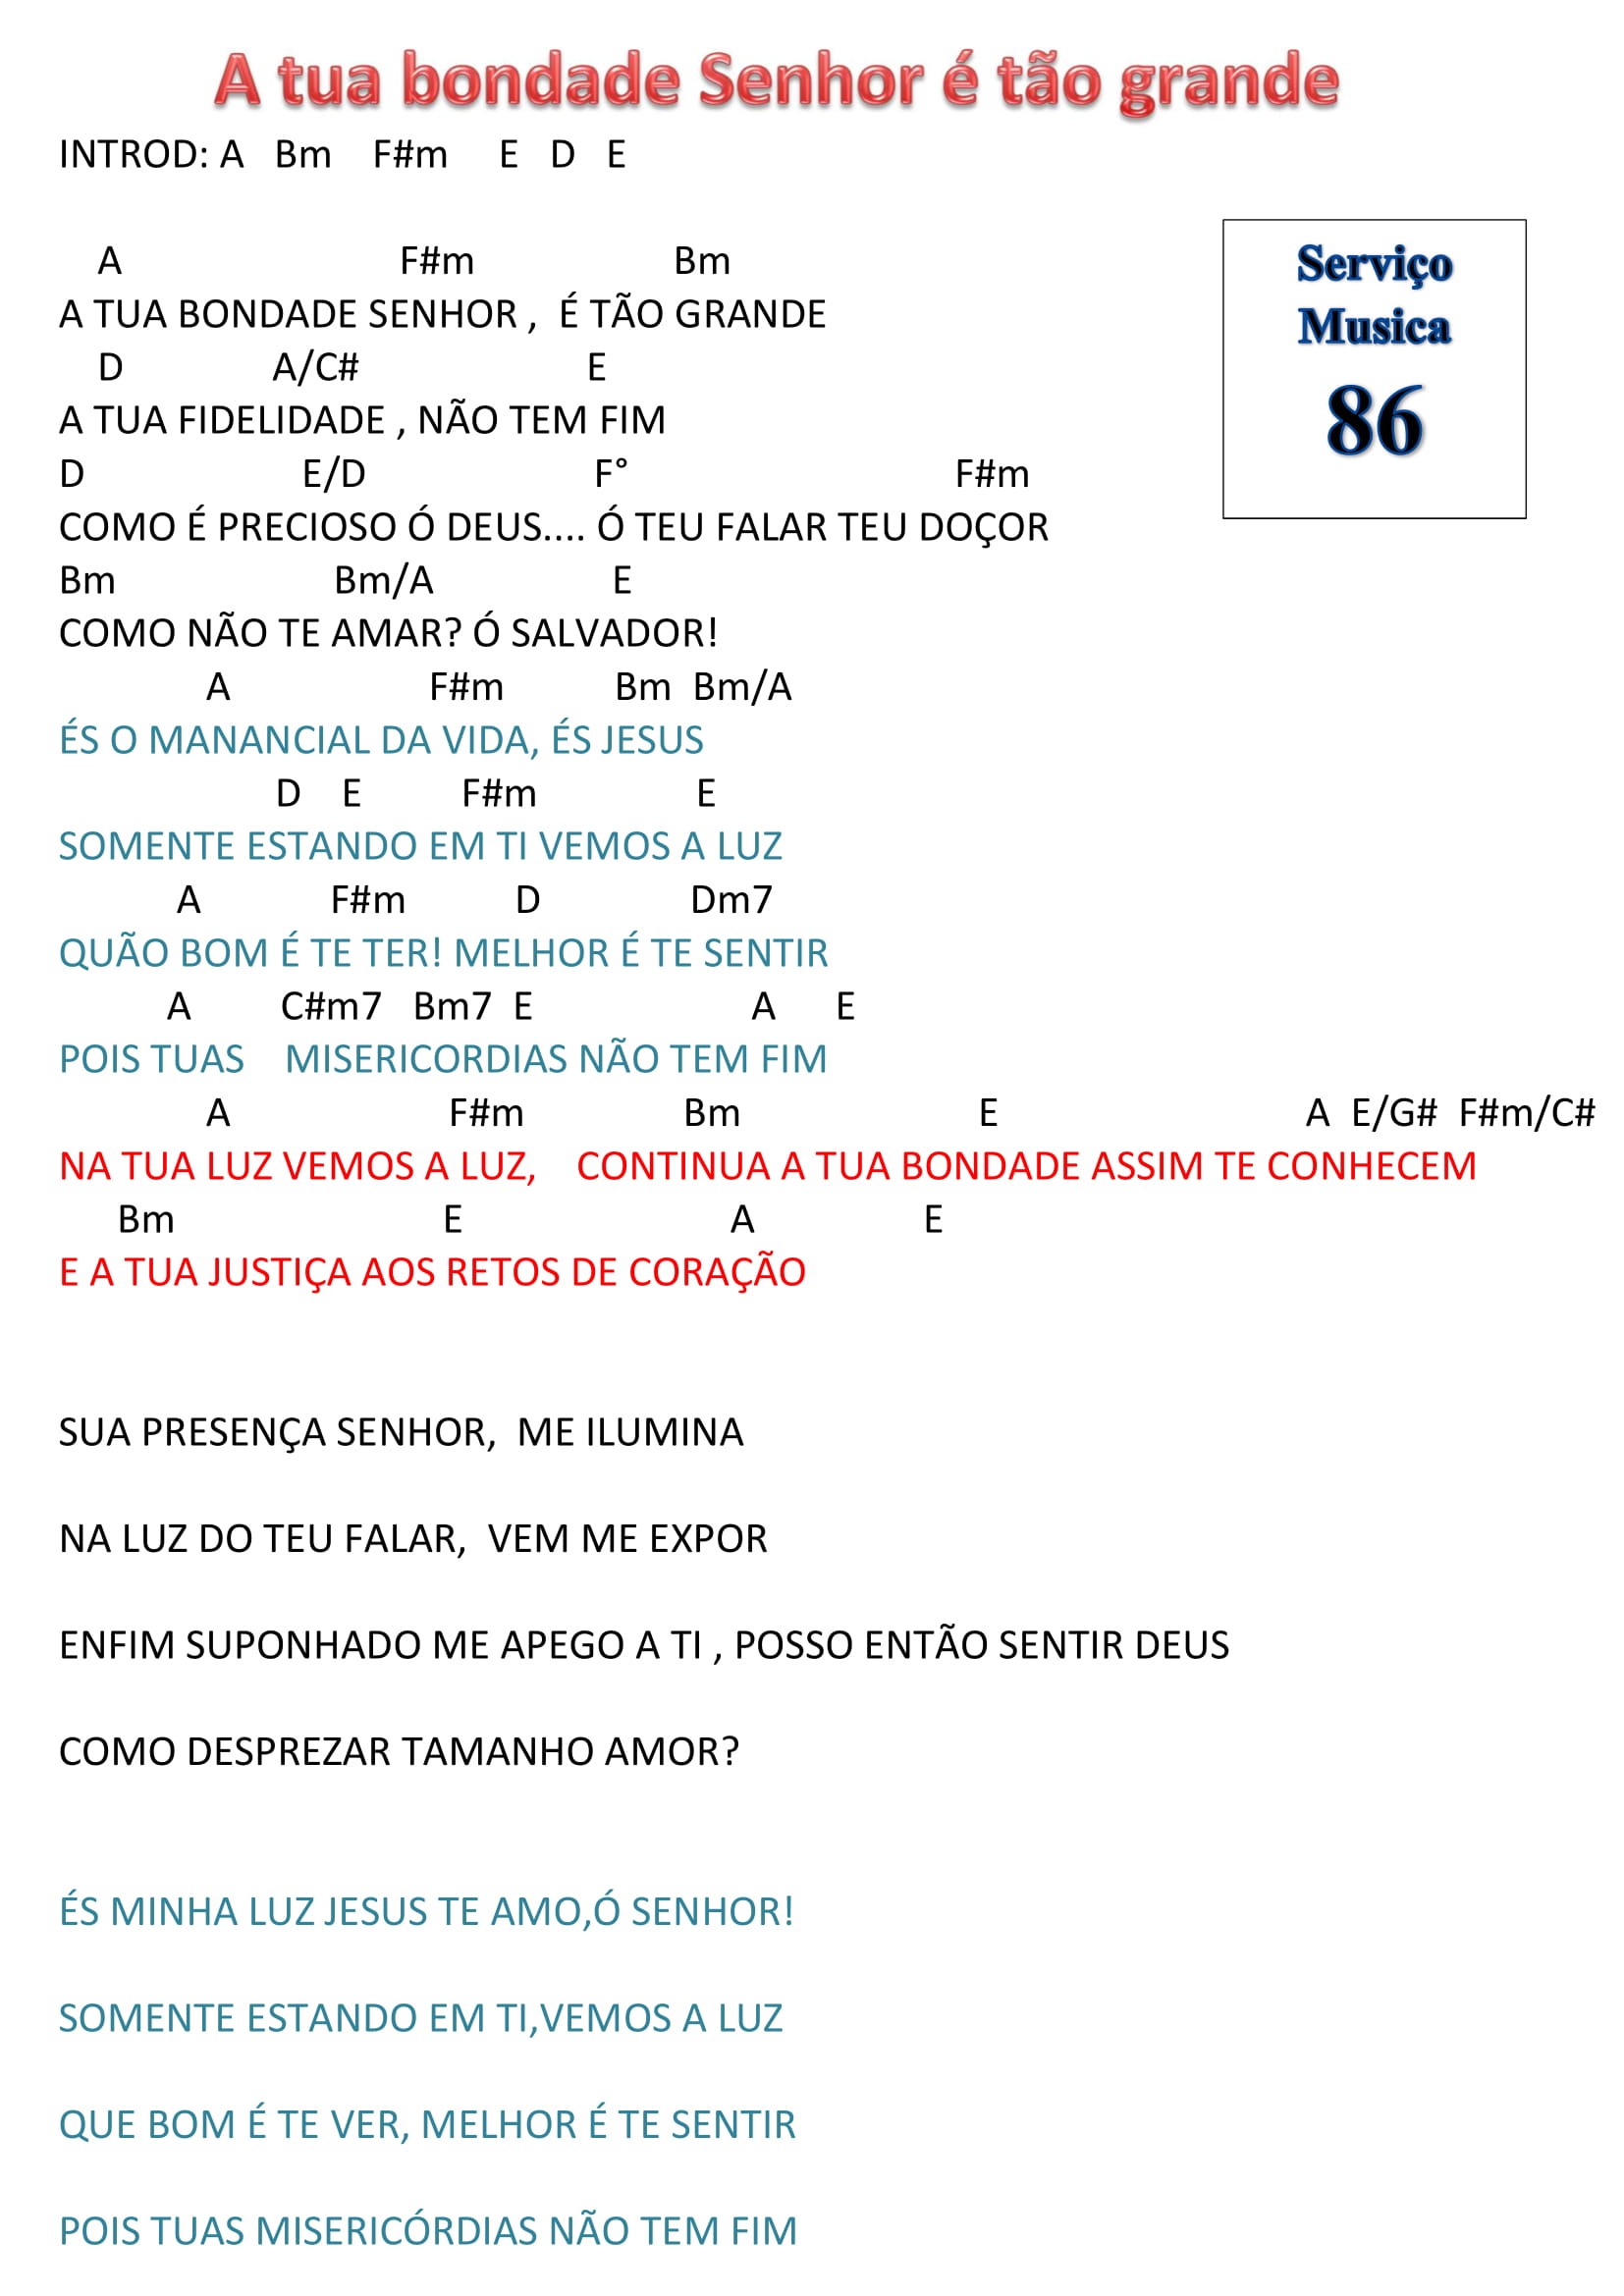 A tua bondade Senhor é tão grande
INTROD: A Bm F#m E D E
Serviço
Musica
86
A F#m Bm
A TUA BONDADE SENHOR , É TÃO GRANDE
D A/C# E
A TUA FIDELIDADE , NÃO TEM FIM
D E/D F° F#m
COMO É PRECIOSO Ó DEUS.... Ó TEU FALAR TEU DOÇOR
Bm Bm/A E
COMO NÃO TE AMAR? Ó SALVADOR!
A F#m Bm Bm/A
ÉS O MANANCIAL DA VIDA, ÉS JESUS
D E F#m E
SOMENTE ESTANDO EM TI VEMOS A LUZ
A F#m D Dm7
QUÃO BOM É TE TER! MELHOR É TE SENTIR
A C#m7 Bm7 E A E
POIS TUAS MISERICORDIAS NÃO TEM FIM
A F#m Bm E A E/G# F#m/C#
NA TUA LUZ VEMOS A LUZ, CONTINUA A TUA BONDADE ASSIM TE CONHECEM
Bm E A E
E A TUA JUSTIÇA AOS RETOS DE CORAÇÃO
SUA PRESENÇA SENHOR, ME ILUMINA
NA LUZ DO TEU FALAR, VEM ME EXPOR
ENFIM SUPONHADO ME APEGO A TI , POSSO ENTÃO SENTIR DEUS
COMO DESPREZAR TAMANHO AMOR?
ÉS MINHA LUZ JESUS TE AMO,Ó SENHOR!
SOMENTE ESTANDO EM TI,VEMOS A LUZ
QUE BOM É TE VER, MELHOR É TE SENTIR
POIS TUAS MISERICÓRDIAS NÃO TEM FIM